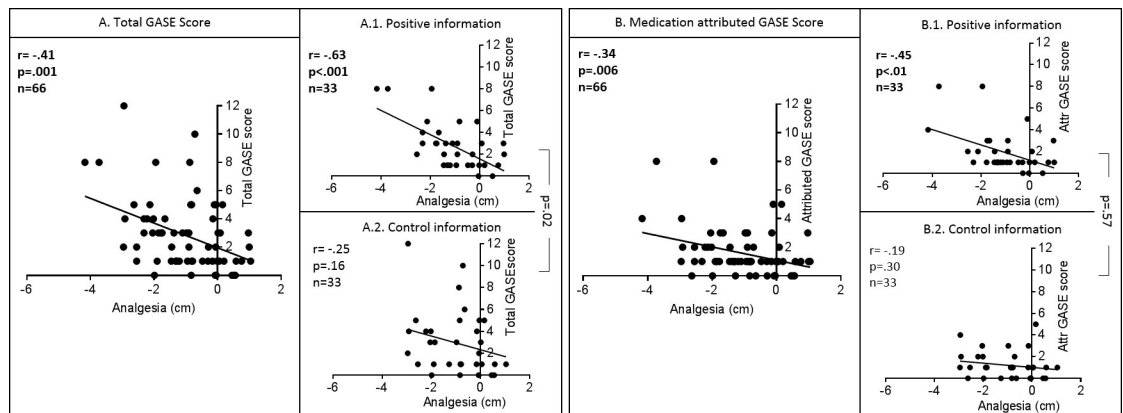 A. Total GASE Score
r= -.41
p=.001
n=66
12
10
8
6
4
2
Total GASE score
-6
-4
-2
0
2
Analgesia (cm)
A.1. Positive information
r= -.63
p<.001
n=33
12
10
8
6
4
2
Total GASE score
-6
-4
-2
0
2
Analgesia (cm)
A.2. Control information
r= -.25
p=.16
n=33
12
10
8
6
4
2
Total GASEscore
-6
-4
-2
0
2
Analgesia (cm)
p=.02
B. Medication attributed GASE Score
r= -.34
p=.006
n=66
12
10
8
6
4
2
Attributed GASE score
-6
-4
-2
0
2
Analgesia (cm)
B.1. Positive information
r= -.45
p<.01
n=33
12
10
8
6
4
2
Attr GASE score
-6
-4
-2
0
2
Analgesia (cm)
B.2. Control information
r= -.19
p=.30
n=33
12
10
8
6
4
2
Attr GASE score
-6
-4
-2
0
2
Analgesia (cm)
p=.57